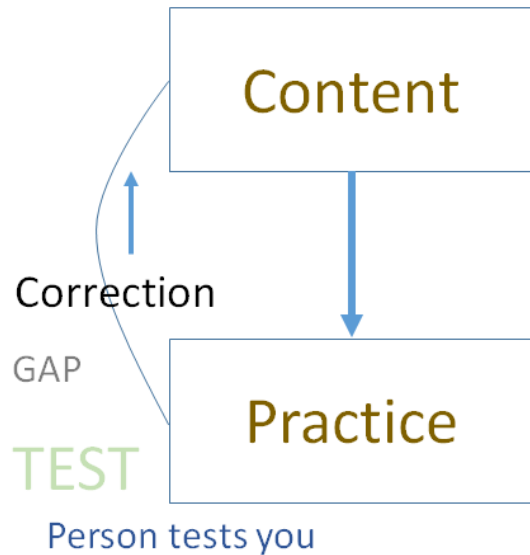 Content
Correction
GAP
Practice
TEST
Person tests you